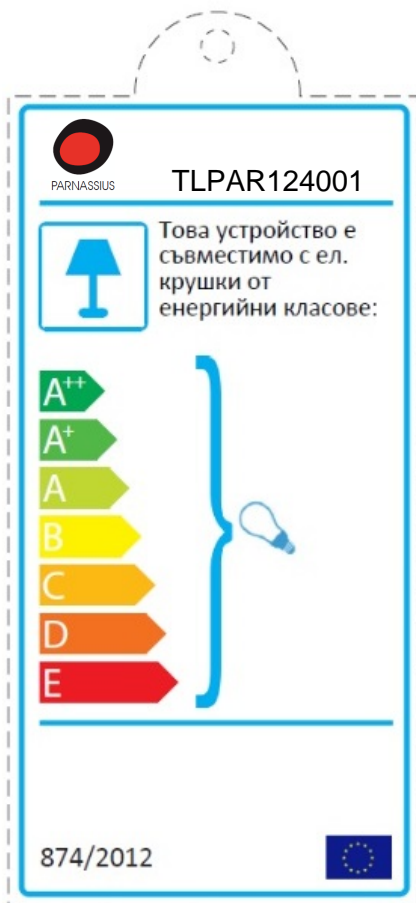 PARNASSIUS
TLPAR124001
Това устройство е
съвместимо с ел.
крушки от
енергийни класове:
A++
A+
A
B
C
D
E
874/2012